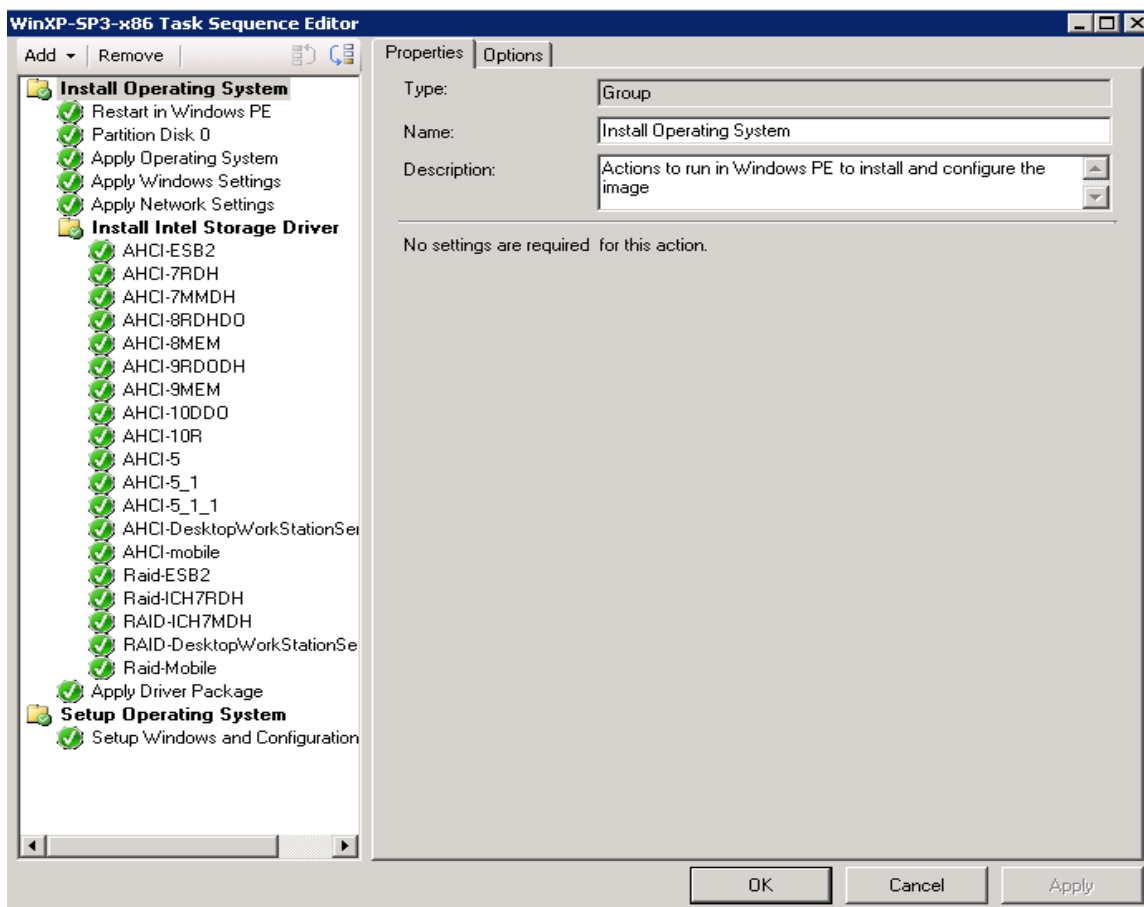 WinXP-SP3-x86 Task Sequence Editor
Add
Remove
Install Operating System
Restart in Windows PE
Partition Disk 0
Apply Operating System
Apply Windows Settings
Apply Network Settings
Install Intel Storage Driver
AHCI-ESB2
AHCI-7RDH
AHCI-7MMDH
AHCI-8RDHDO
AHCI-8MEM
AHCI-9RDODH
AHCI-9MEM
AHCI-10DDO
AHCI-10R
AHCI-5
AHCI-5_1
AHCI-5_1_1
AHCI-DesktopWorkStationSer
AHCI-mobile
Raid-ESB2
Raid-ICH7RDH
RAID-ICH7MDH
RAID-DesktopWorkStationSe
Raid-Mobile
Apply Driver Package
Setup Operating System
Setup Windows and Configuration
Properties
Options
Type:
Group
Name:
Install Operating System
Description:
Actions to run in Windows PE to install and configure the
image
No settings are required for this action.
OK
Cancel
Apply